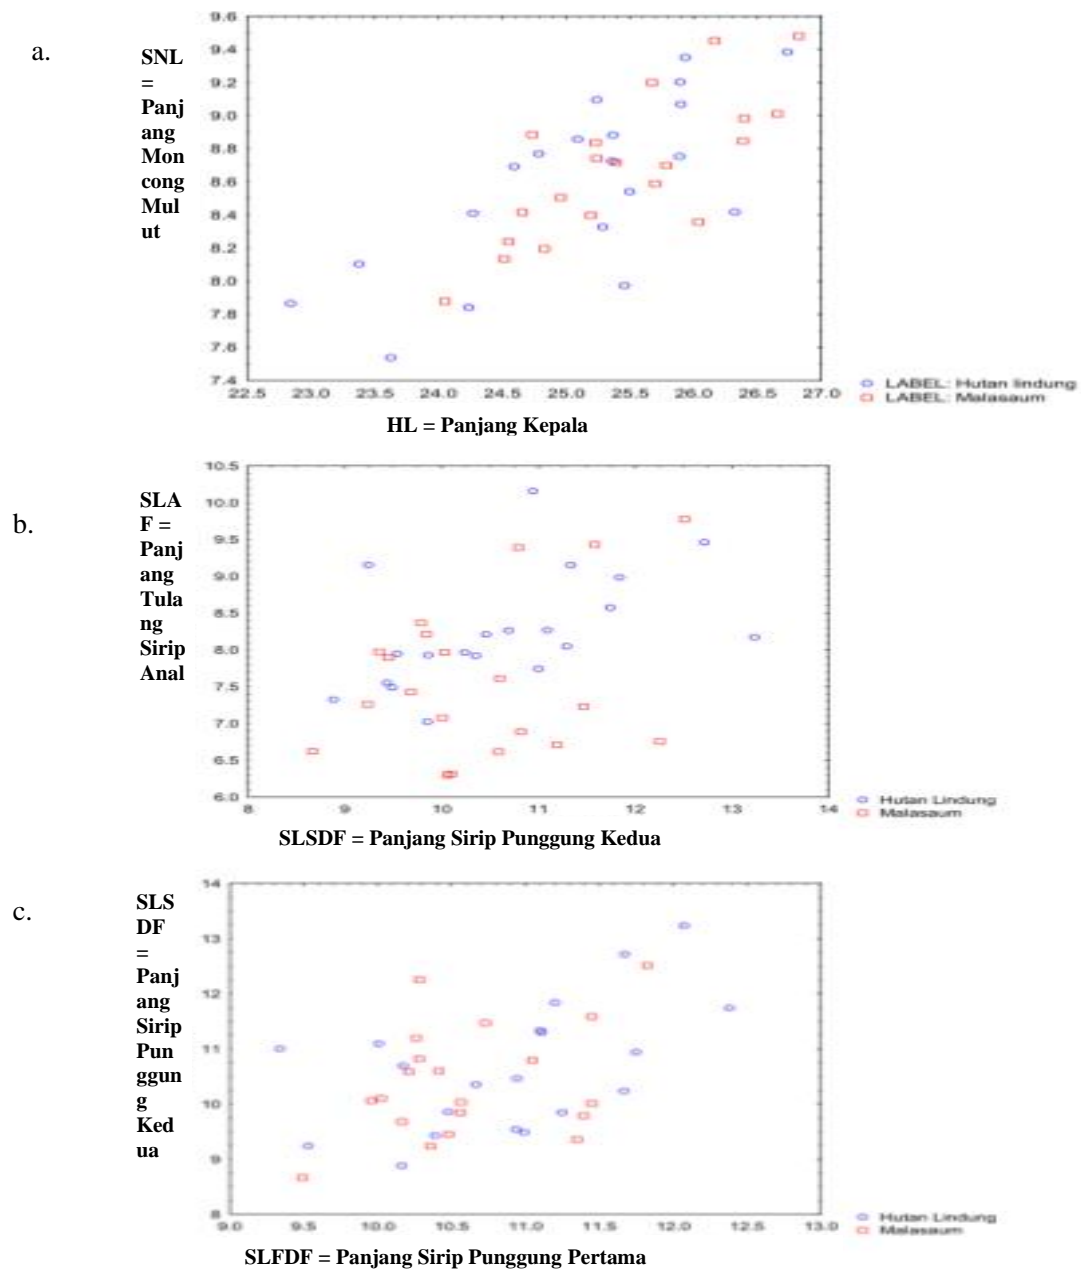 a.
SNL
=
Panj
ang
Mon
cong
Mul
ut
9.6
9.4
9.2
9.0
8.8
8.6
8.4
8.2
8.0
7.8
7.6
7.4
22.5 23.0 23.5 24.0 24.5 25.0 25.5 26.0 26.5 27.0
LABEL: Hutan lindung
LABEL: Malasaum
HL = Panjang Kepala
b.
SLA
F =
Panj
ang
Tula
ng
Sirip
Anal
10.5
10.0
9.5
9.0
8.5
8.0
7.5
7.0
6.5
6.0
8 9 10 11 12 13 14
Hutan Lindung
Malasaum
SLSDF = Panjang Sirip Punggung Kedua
c.
SLS
DF
=
Panj
ang
Sirip
Pun
ggun
g
Ked
ua
14
13
12
11
10
9
8
9.0 9.5 10.0 10.5 11.0 11.5 12.0 12.5 13.0
Hutan Lindung
Malasaum
SLFDF = Panjang Sirip Punggung Pertama